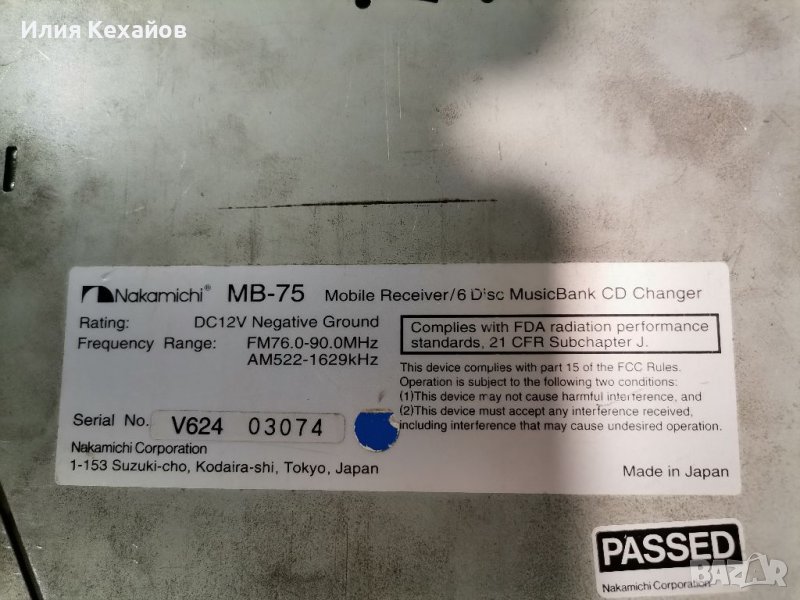 Илия Кехайов
Nakamichi® MB-75 Mobile Receiver/6 Disc MusicBank CD Changer
Rating: DC12V Negative Ground
Frequency Range: FM76.0-90.0MHz
AM522-1629kHz
Complies with FDA radiation performance
standards, 21 CFR Subchapter J.
This device complies with part 15 of the FCC Rules.
Operation is subject to the following two conditions:
(1)This device may not cause harmful interference, and
(2)This device must accept any interference received,
including interference that may cause undesired operation.
Serial No. V624 03074
Nakamichi Corporation
1-153 Suzuki-cho, Kodaira-shi, Tokyo, Japan
Made in Japan
PASSED
Nakamichi Corporation
BAZAR